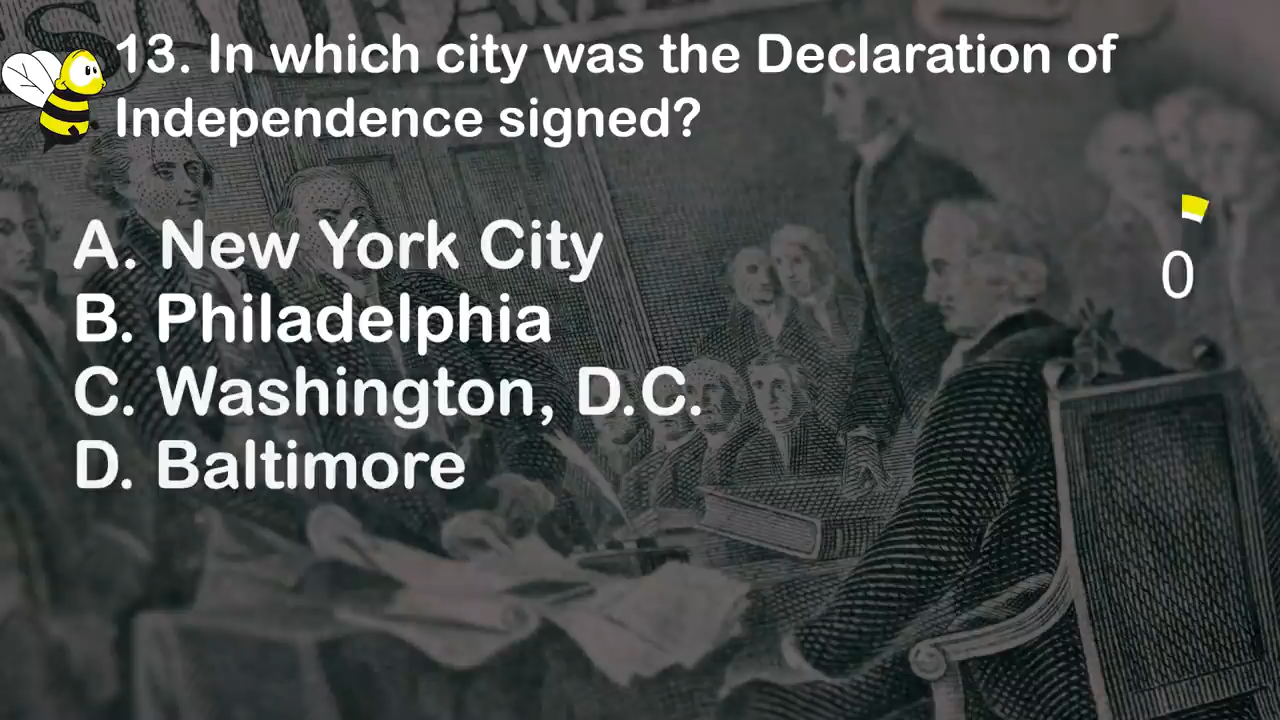 13. In which city was the Declaration of
Independence signed?
A. New York City
B. Philadelphia
C. Washington, D.C.
D. Baltimore
0